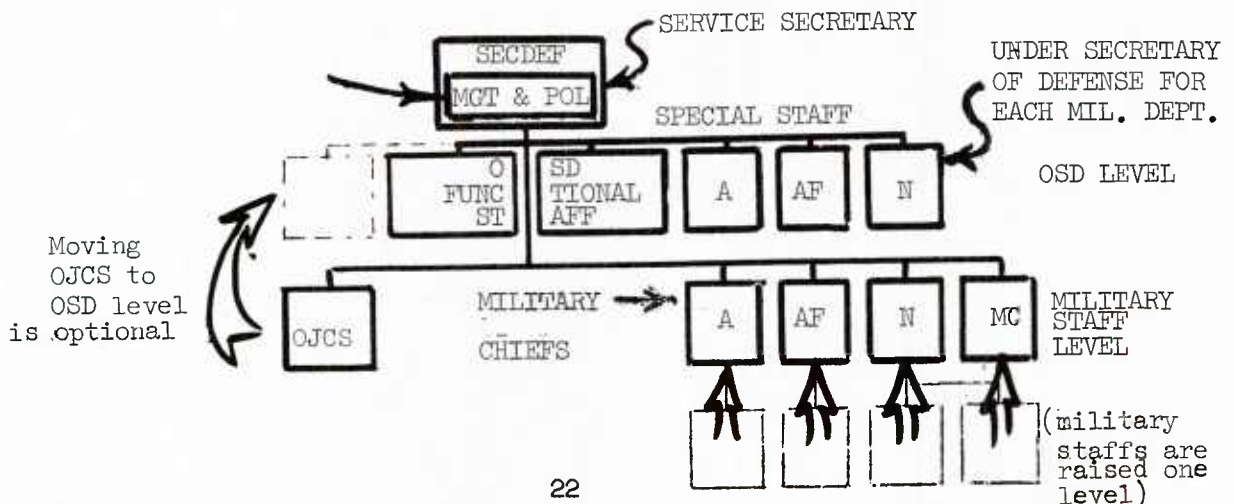 SERVICE SECRETARY
SECDEF
MGT & POL
UNDER SECRETARY
OF DEFENSE FOR
EACH MIL. DEPT.
SPECIAL STAFF
O SD
FUNC TIONAL
ST AFF
A
AF
N
OSD LEVEL
Moving
OJCS to
OSD level
is optional
OJCS
MILITARY
CHIEFS
A
AF
N
MC
MILITARY
STAFF
LEVEL
(military
staffs are
raised one
level)
22